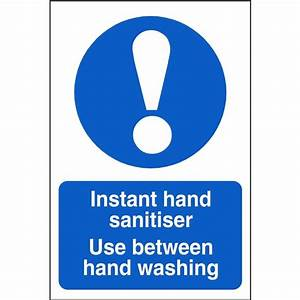 Instant hand
sanitiser
Use between
hand washing